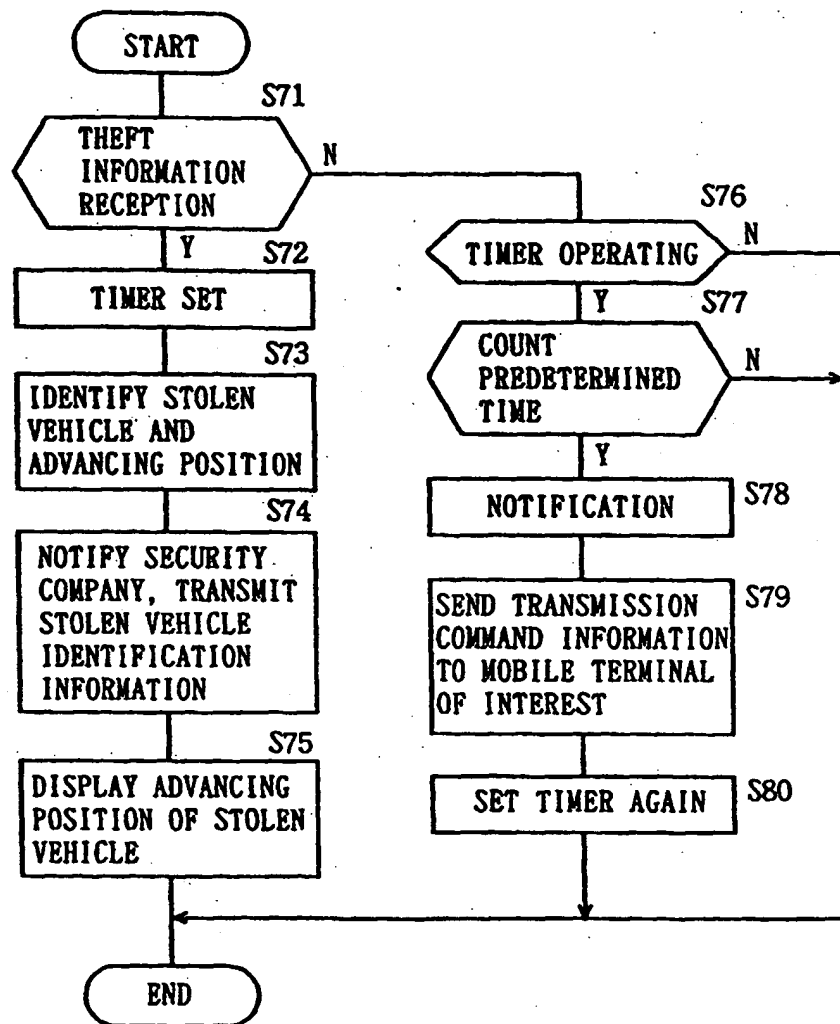 START
S71
THEFT
INFORMATION
RECEPTION
N
Y
S72
TIMER SET
S73
IDENTIFY STOLEN
VEHICLE AND
ADVANCING POSITION
S74
NOTIFY SECURITY
COMPANY, TRANSMIT
STOLEN VEHICLE
IDENTIFICATION
INFORMATION
S75
DISPLAY ADVANCING
POSITION OF STOLEN
VEHICLE
END
S76
TIMER OPERATING
N
Y
S77
COUNT
PREDETERMINED
TIME
N
Y
NOTIFICATION
S78
SEND TRANSMISSION
COMMAND INFORMATION
TO MOBILE TERMINAL
OF INTEREST
S79
SET TIMER AGAIN
S80